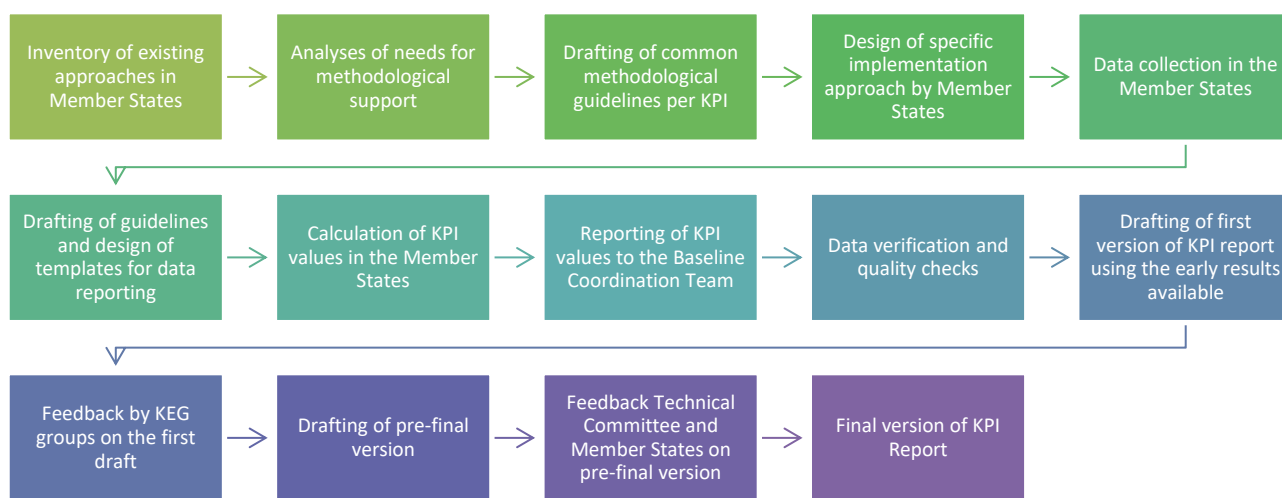 Inventory of existing
approaches in
Member States
Analyses of needs for
methodological
support
Drafting of common
methodological
guidelines per KPI
Design of specific
implementation
approach by Member
States
Data collection in the
Member States
Drafting of guidelines
and design of
templates for data
reporting
Calculation of KPI
values in the Member
States
Reporting of KPI
values to the Baseline
Coordination Team
Data verification and
quality checks
Drafting of first
version of KPI report
using the early results
available
Feedback by KEG
groups on the first
draft
Drafting of pre-final
version
Feedback Technical
Committee and
Member States on
pre-final version
Final version of KPI
Report